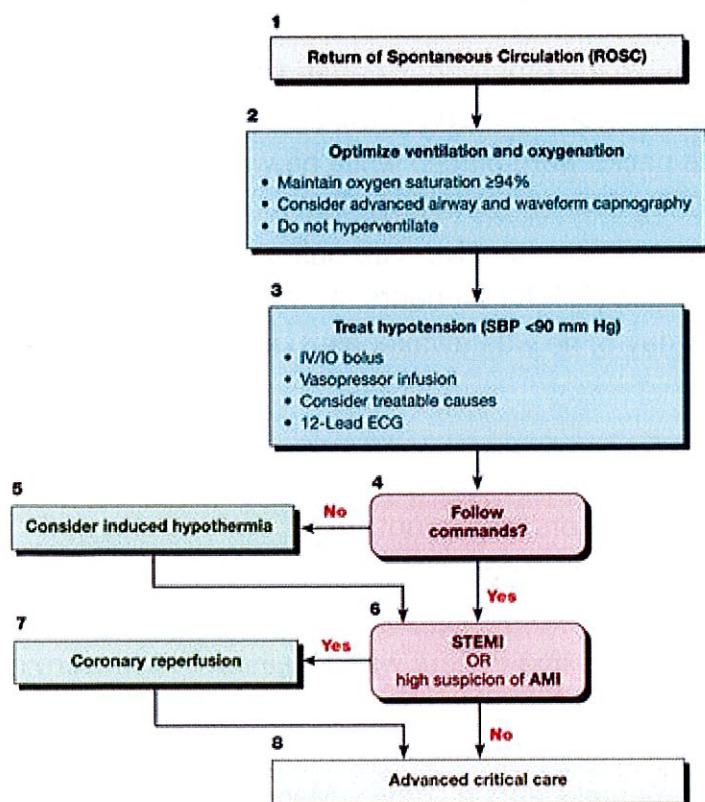 1
Return of Spontaneous Circulation (ROSC)
2
Optimize ventilation and oxygenation
• Maintain oxygen saturation ≥94%
• Consider advanced airway and waveform capnography
• Do not hyperventilate
3
Treat hypotension (SBP <90 mm Hg)
• IV/IO bolus
• Vasopressor infusion
• Consider treatable causes
• 12-Lead ECG
4
Follow
commands?
No
5
Consider induced hypothermia
Yes
6
STEMI
OR
high suspicion of AMI
Yes
7
Coronary reperfusion
No
8
Advanced critical care